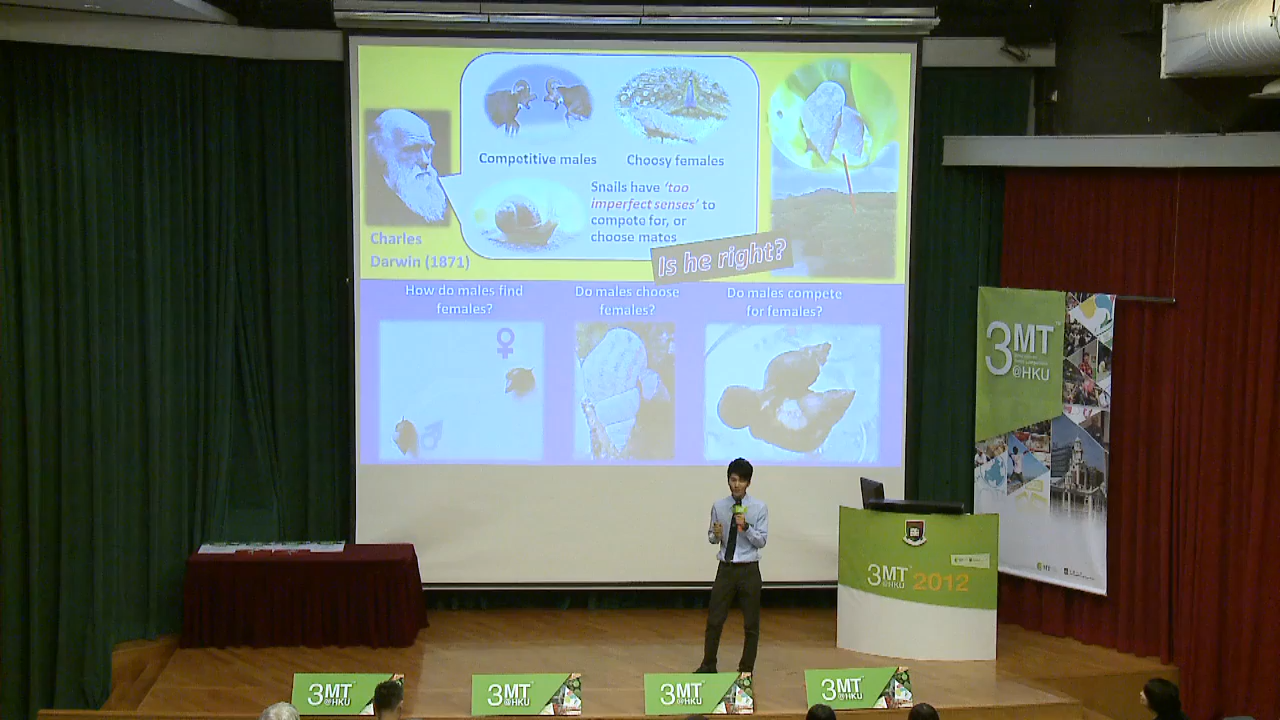 Competitive males
Choosy females
Snails have 'too
imperfect senses' to
compete for, or
choose mates
Charles
Darwin (1871)
Is he right?
How do males find
females?
Do males choose
females?
Do males compete
for females?
♀
♂
3MT
@HKU
3MT
@HKU
2012
3MT
@HKU
3MT
@HKU
3MT
@HKU
3MT
@HKU